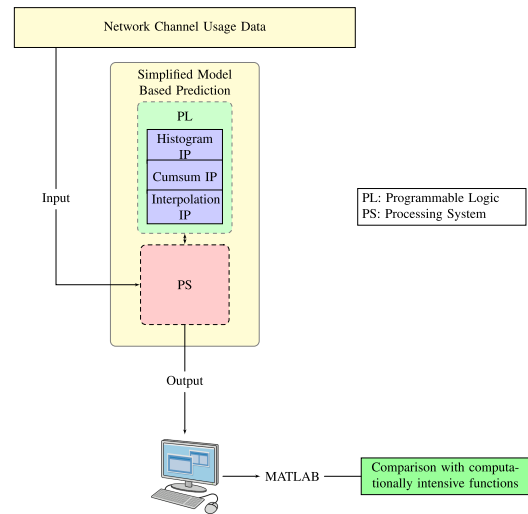 Network Channel Usage Data
Simplified Model
Based Prediction
PL
Histogram
IP
Cumsum IP
Interpolation
IP
Input
PL: Programmable Logic
PS: Processing System
PS
Output
MATLAB
Comparison with computa-
tionally intensive functions